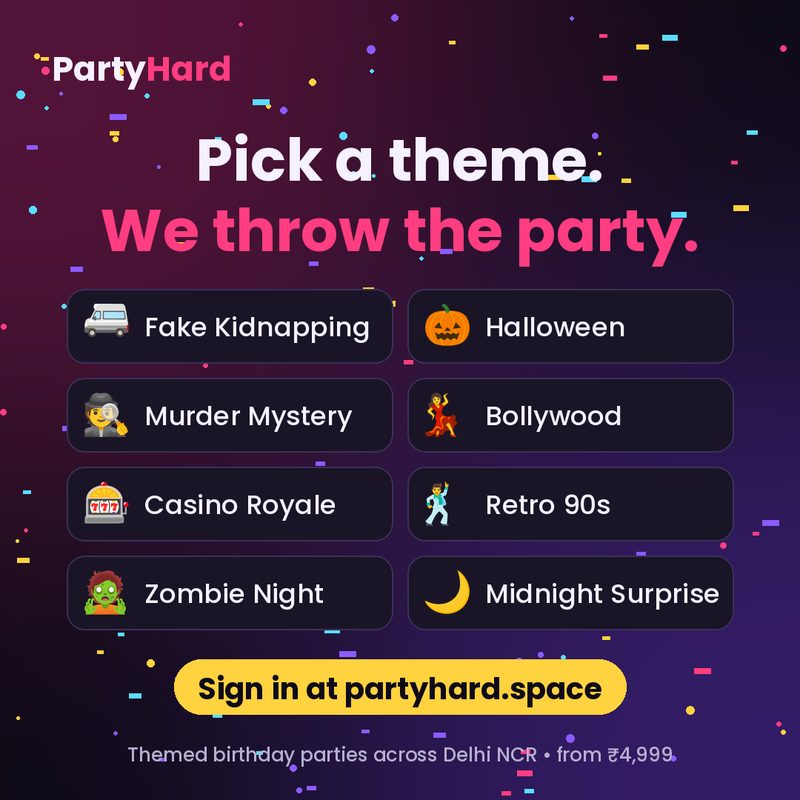 PartyHard
Pick a theme.
We throw the party.
Fake Kidnapping
Halloween
Murder Mystery
Bollywood
Casino Royale
Retro 90s
Zombie Night
Midnight Surprise
Sign in at partyhard.space
Themed birthday parties across Delhi NCR • from ₹4,999